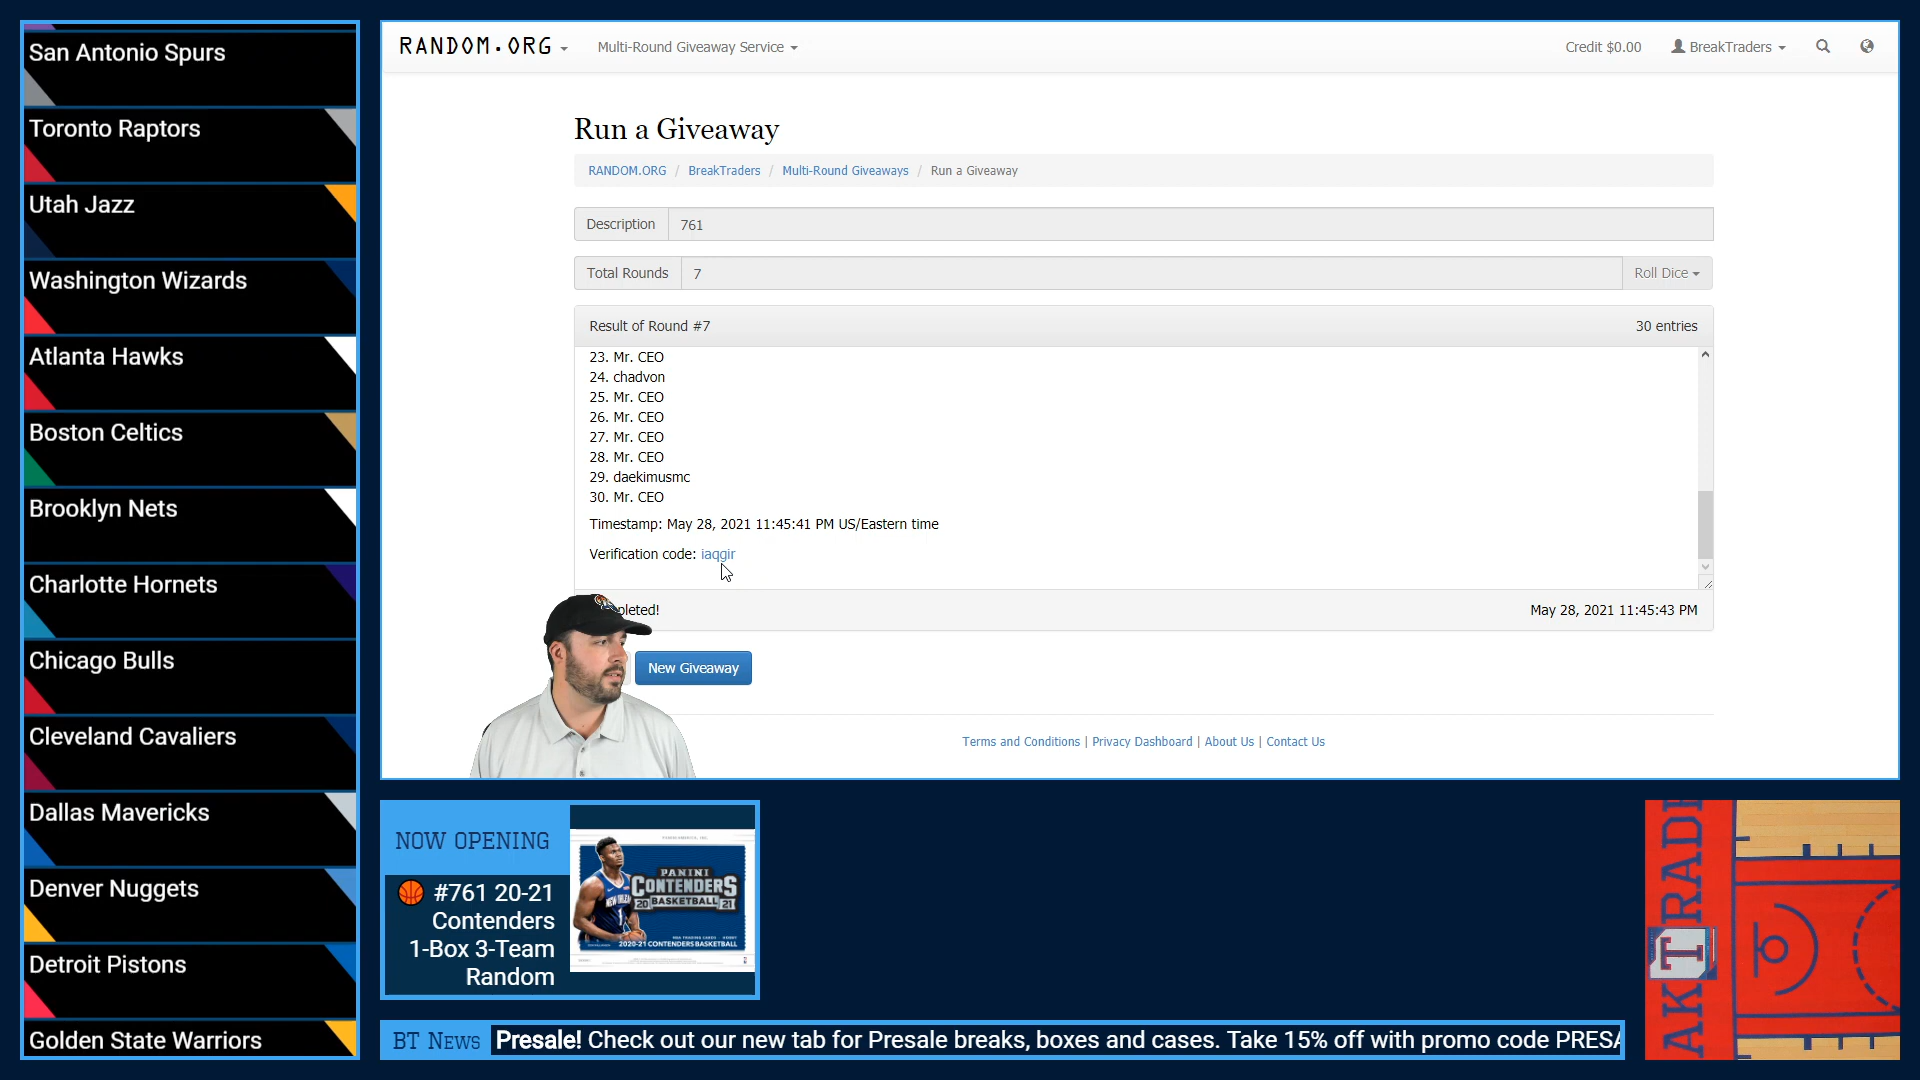 San Antonio Spurs
Toronto Raptors
Utah Jazz
Washington Wizards
Atlanta Hawks
Boston Celtics
Brooklyn Nets
Charlotte Hornets
Chicago Bulls
Cleveland Cavaliers
Dallas Mavericks
Denver Nuggets
Detroit Pistons
Golden State Warriors
RANDOM.ORG
Multi-Round Giveaway Service
Credit $0.00
BreakTraders
Run a Giveaway
RANDOM.ORG / BreakTraders / Multi-Round Giveaways / Run a Giveaway
Description 761
Total Rounds 7 Roll Dice
Result of Round #7 30 entries
23. Mr. CEO
24. chadvon
25. Mr. CEO
26. Mr. CEO
27. Mr. CEO
28. Mr. CEO
29. daekimusmc
30. Mr. CEO
Timestamp: May 28, 2021 11:45:41 PM US/Eastern time
Verification code: iaqgir
pleted! May 28, 2021 11:45:43 PM
New Giveaway
Terms and Conditions | Privacy Dashboard | About Us | Contact Us
NOW OPENING
#761 20-21
Contenders
1-Box 3-Team
Random
PANINI
CONTENDERS
20 BASKETBALL 21
2020-21 CONTENDERS BASKETBALL
AK TRADE
BT News Presale! Check out our new tab for Presale breaks, boxes and cases. Take 15% off with promo code PRESA